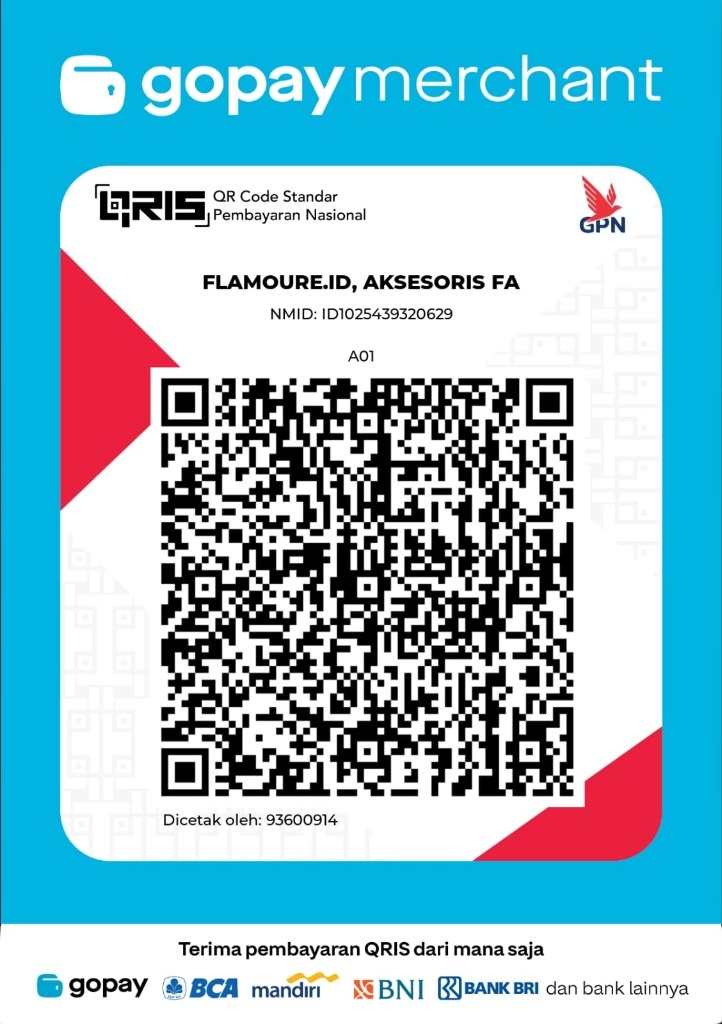 gopay merchant
QRIS QR Code Standar
Pembayaran Nasional
GPN
FLAMOURE.ID, AKSESORIS FA
NMID: ID1025439320629
A01
Dicetak oleh: 93600914
Terima pembayaran QRIS dari mana saja
gopay BCA mandiri BNI BANK BRI dan bank lainnya